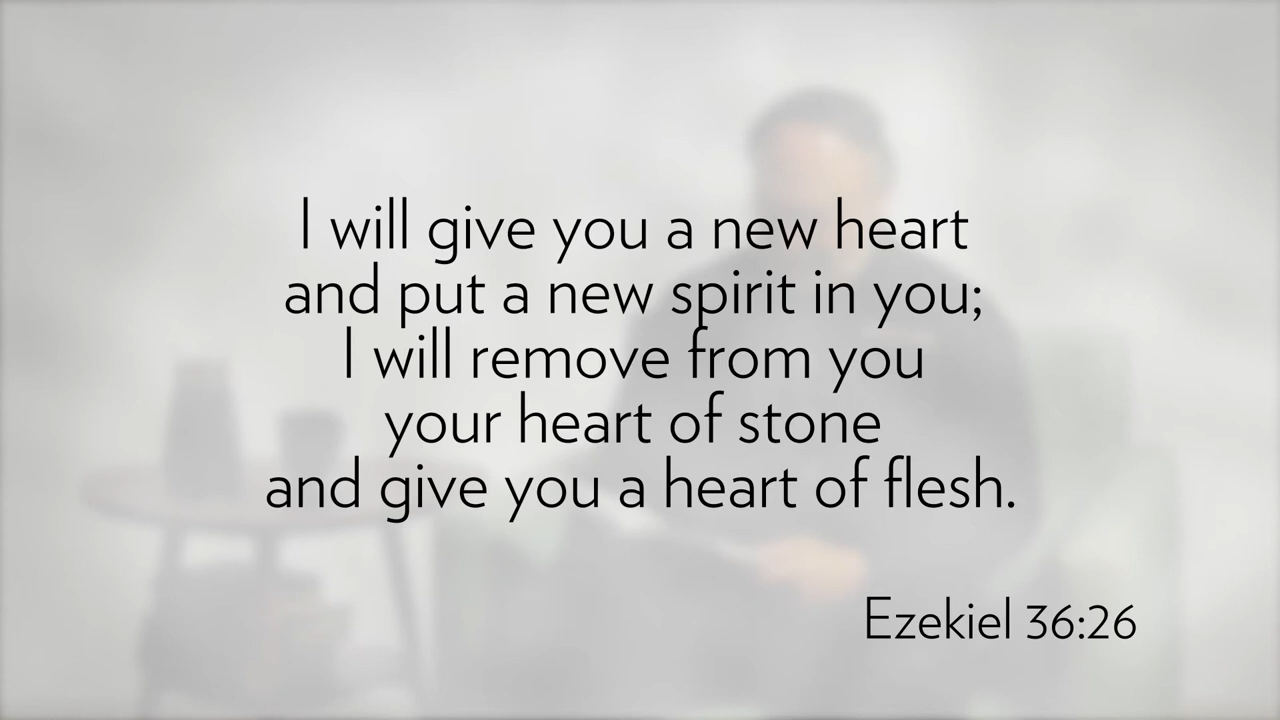 I will give you a new heart
and put a new spirit in you;
I will remove from you
your heart of stone
and give you a heart of flesh.
Ezekiel 36:26